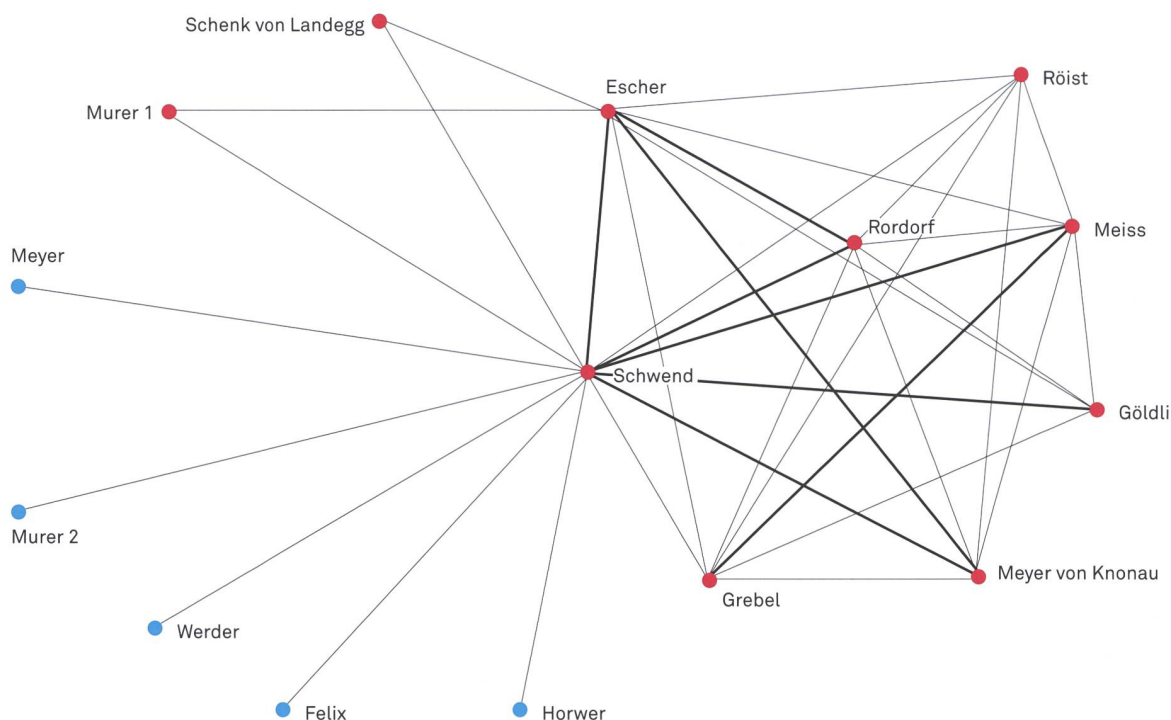 Schenk von Landegg
Röist
Escher
Murer 1
Rordorf
Meiss
Meyer
Schwend
Göldli
Murer 2
Meyer von Knonau
Grebel
Werder
Felix
Horwer